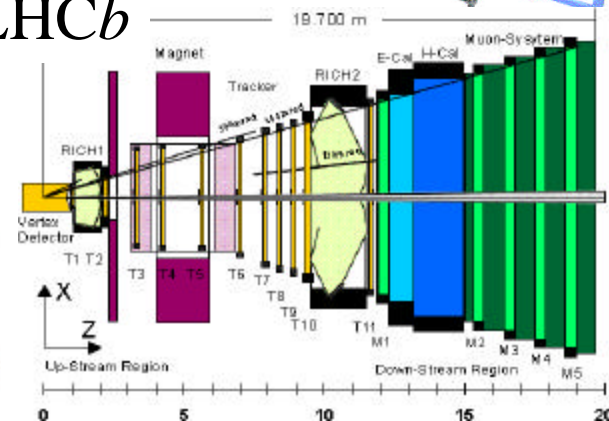 LHCb
19.700 m
Magnet
Muon-System
H-Cal
E-Cal
RICH2
Tracker
RICH1
Vertex
Detector
T1 T2
T3 T4 T5 T6 T7
T8
T9
T10
T11
M1
M2
M3
M4
M5
X
Z
Up-Stream Region
Down-Stream Region
0 5 10 15 20